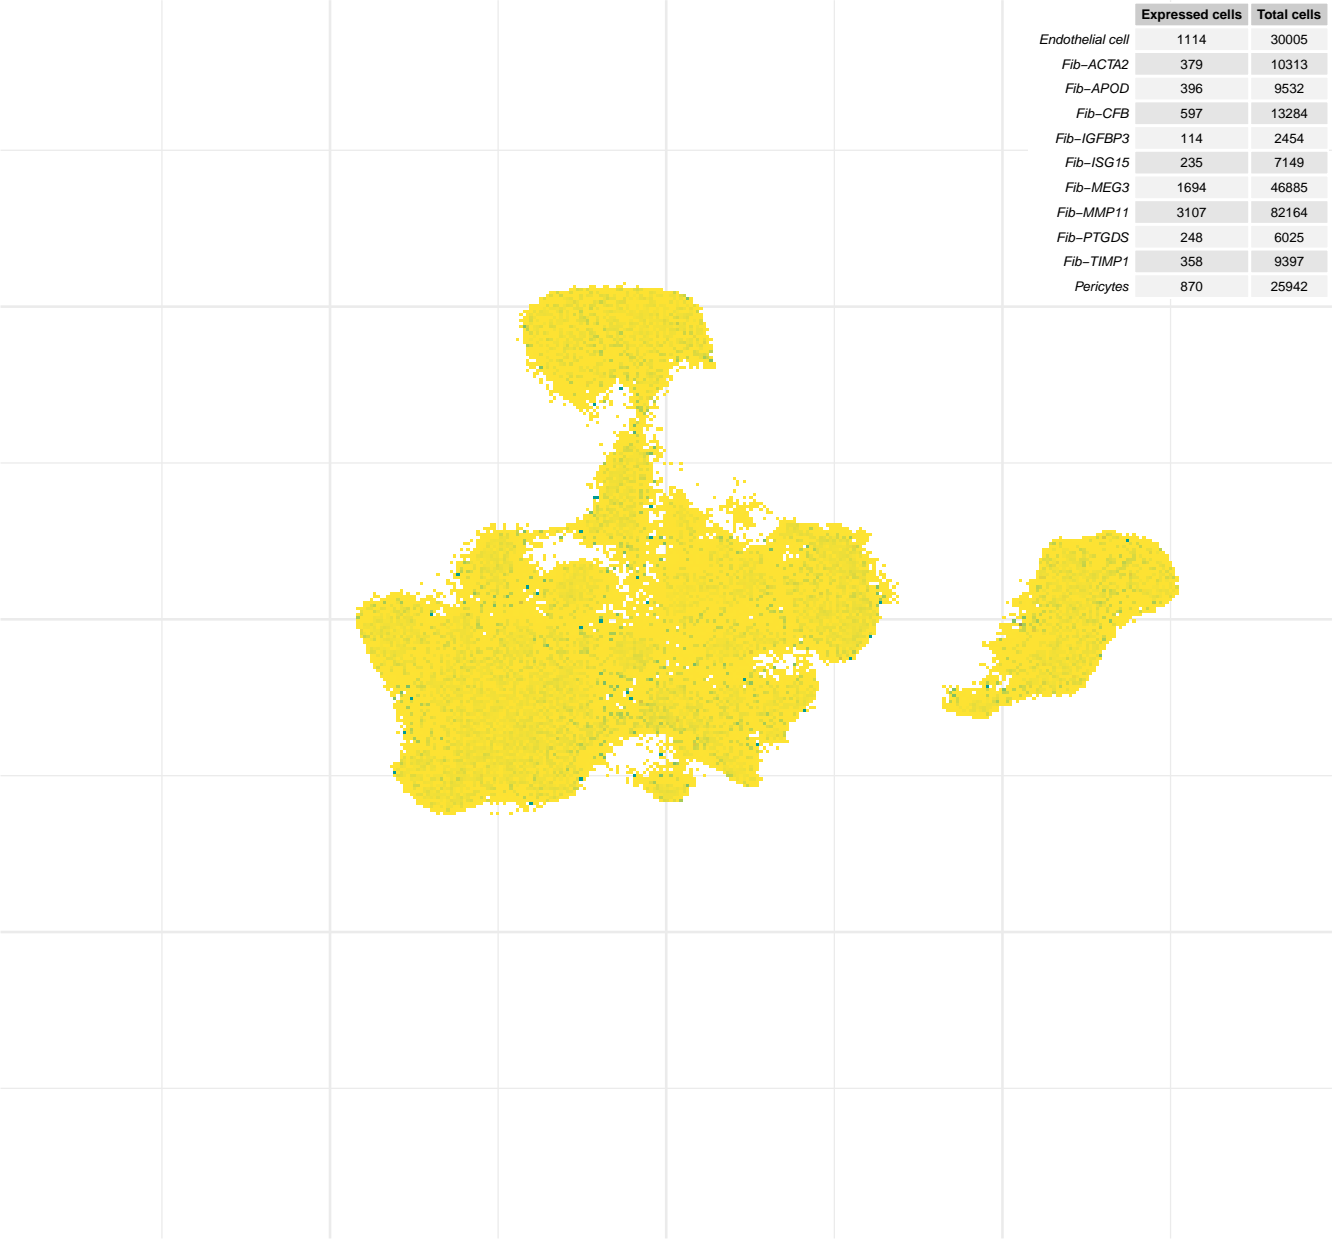 Expressed cells Total cells
Endothelial cell 1114 30005
Fib−ACTA2 379 10313
Fib−APOD 396 9532
Fib−CFB 597 13284
Fib−IGFBP3 114 2454
Fib−ISG15 235 7149
Fib−MEG3 1694 46885
Fib−MMP11 3107 82164
Fib−PTGDS 248 6025
Fib−TIMP1 358 9397
Pericytes 870 25942